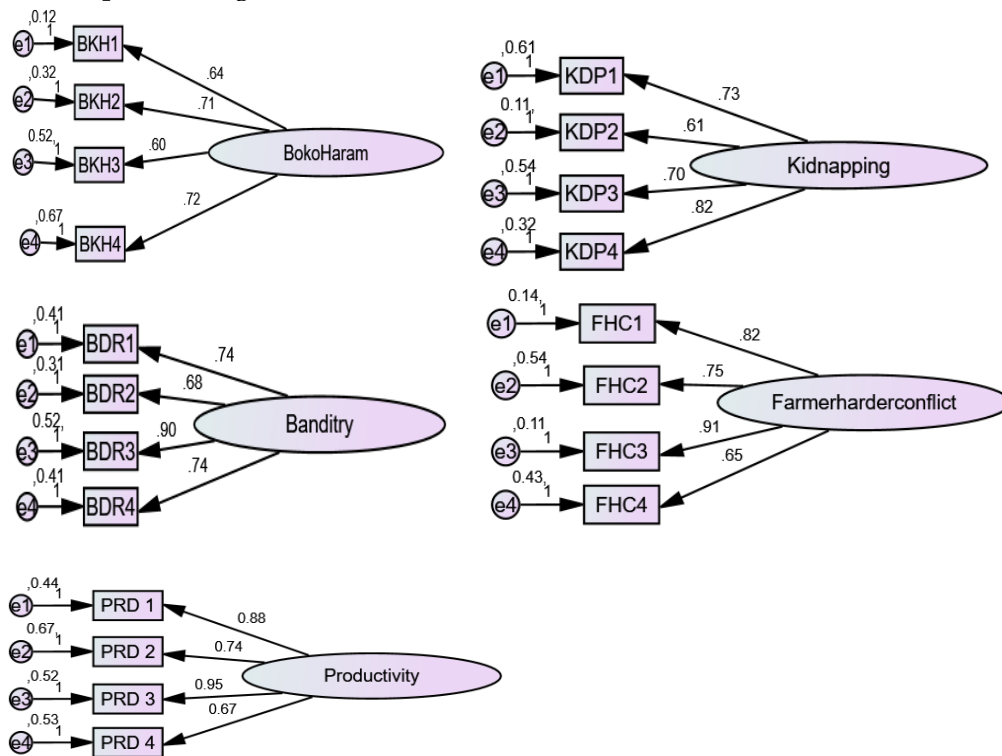 ,0.12
e1 1 BKH1
.64
,0.32
e2 1 BKH2
.71
0.52,
e3 1 BKH3
.60
BokoHaram
.72
,0.67
e4 1 BKH4
,0.61
e1 1 KDP1
.73
0.11,
e2 1 KDP2
.61
,0.54
e3 1 KDP3
.70
Kidnapping
.82
,0.32
e4 1 KDP4
,0.41
e1 1 BDR1
.74
,0.31
e2 1 BDR2
.68
0.52,
e3 1 BDR3
.90
Banditry
.74
,0.41
e4 1 BDR4
0.14,
e1 1 FHC1
.82
,0.54
e2 1 FHC2
.75
Farmerharderconflict
,0.11
e3 1 FHC3
.91
.65
0.43,
e4 1 FHC4
,0.44
e1 1 PRD 1
0.88
0.67,
e2 1 PRD 2
0.74
Productivity
,0.52
e3 1 PRD 3
0.95
0.67
,0.53
e4 1 PRD 4